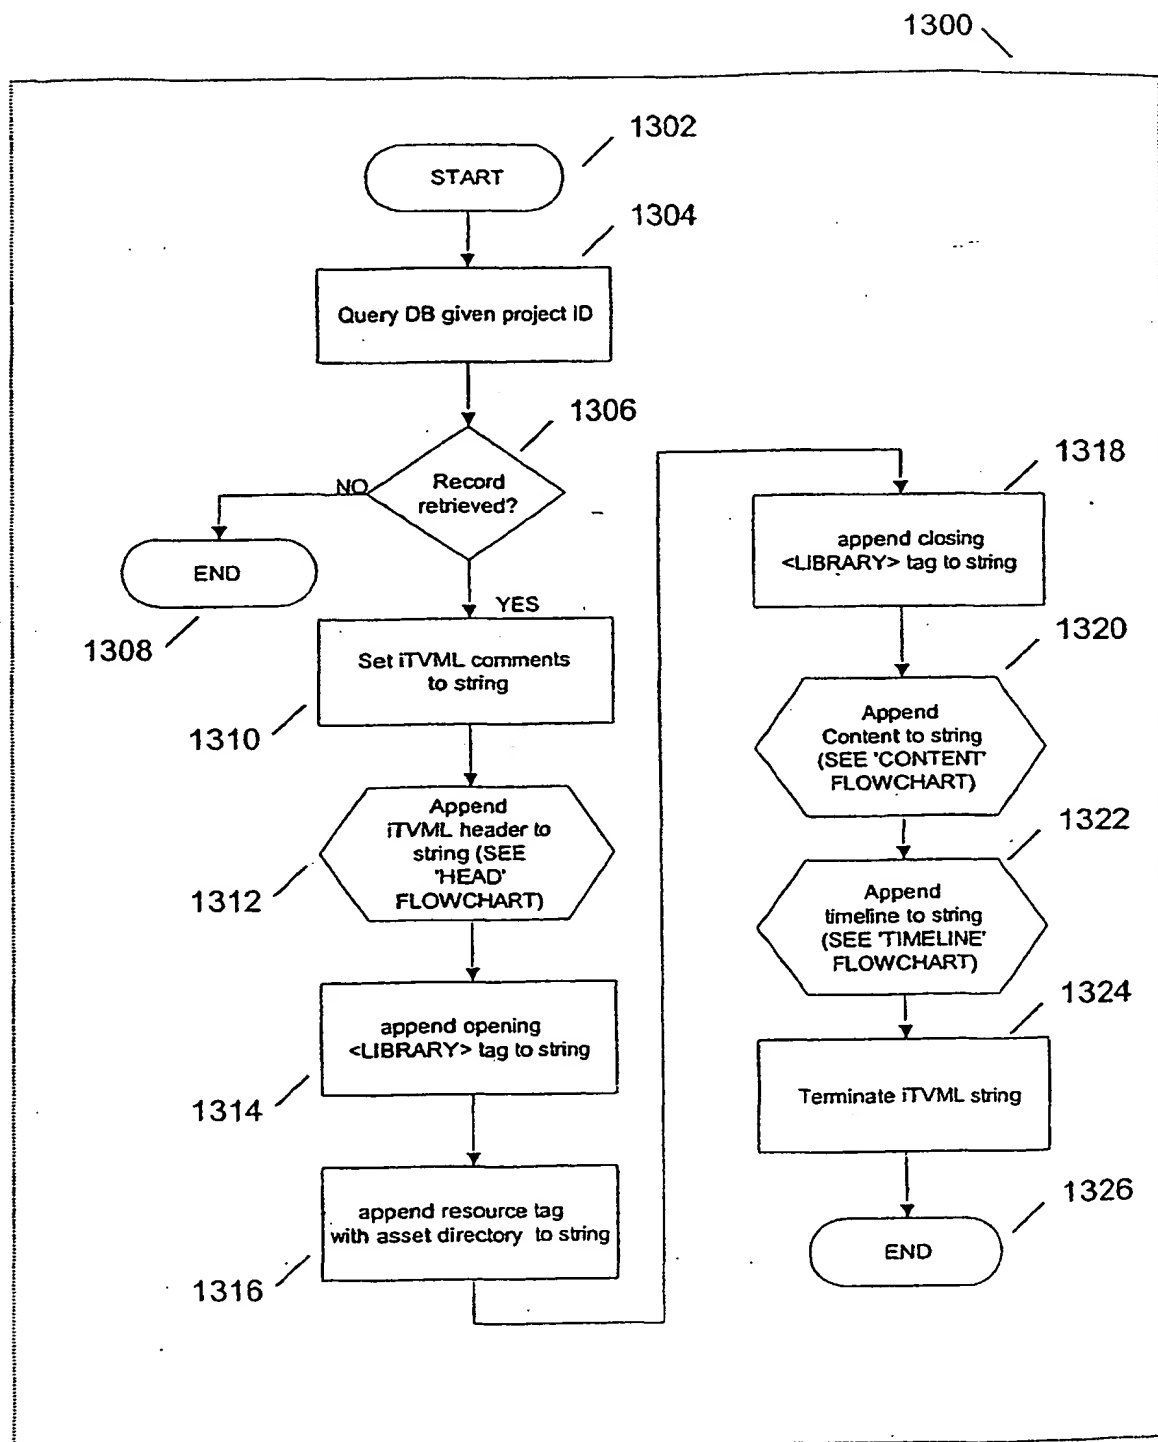 1300
1302
START
1304
Query DB given project ID
1306
Record
retrieved?
NO
END
1308
YES
Set iTVML comments
to string
1310
Append
iTVML header to
string (SEE
'HEAD'
FLOWCHART)
1312
append opening
<LIBRARY> tag to string
1314
append resource tag
with asset directory to string
1316
1318
append closing
<LIBRARY> tag to string
1320
Append
Content to string
(SEE 'CONTENT'
FLOWCHART)
1322
Append
timeline to string
(SEE 'TIMELINE'
FLOWCHART)
1324
Terminate iTVML string
1326
END